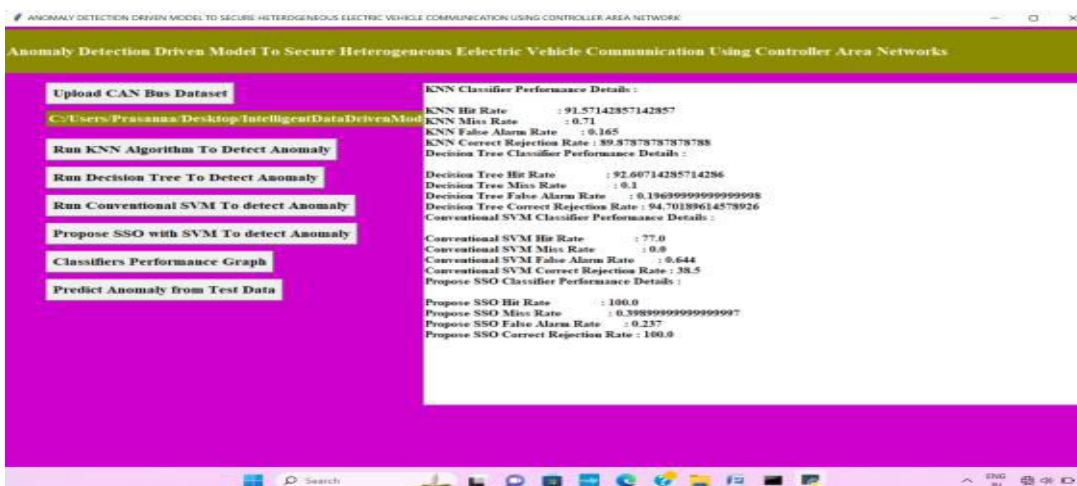 ANOMALY DETECTION DRIVEN MODEL TO SECURE HETEROGENEOUS ELECTRIC VEHICLE COMMUNICATION USING CONTROLLER AREA NETWORK
Anomaly Detection Driven Model To Secure Heterogeneous Eelectric Vehicle Communication Using Controller Area Networks
Upload CAN Bus Dataset
C:/Users/Prasanna/Desktop/IntelligentDataDrivenMod
Run KNN Algorithm To Detect Anomaly
Run Decision Tree To Detect Anomaly
Run Conventional SVM To detect Anomaly
Propose SSO with SVM To detect Anomaly
Classifiers Performance Graph
Predict Anomaly from Test Data
KNN Classifier Performance Details :
KNN Hit Rate : 91.57142857142857
KNN Miss Rate : 0.71
KNN False Alarm Rate : 0.165
KNN Correct Rejection Rate : 89.87878787878788
Decision Tree Classifier Performance Details :
Decision Tree Hit Rate : 92.60714285714286
Decision Tree Miss Rate : 0.1
Decision Tree False Alarm Rate : 0.19699999999999998
Decision Tree Correct Rejection Rate : 94.70189614578926
Conventional SVM Classifier Performance Details :
Conventional SVM Hit Rate : 77.0
Conventional SVM Miss Rate : 0.0
Conventional SVM False Alarm Rate : 0.644
Conventional SVM Correct Rejection Rate : 38.5
Propose SSO Classifier Performance Details :
Propose SSO Hit Rate : 100.0
Propose SSO Miss Rate : 0.39899999999999997
Propose SSO False Alarm Rate : 0.237
Propose SSO Correct Rejection Rate : 100.0
Search
ENG
IN